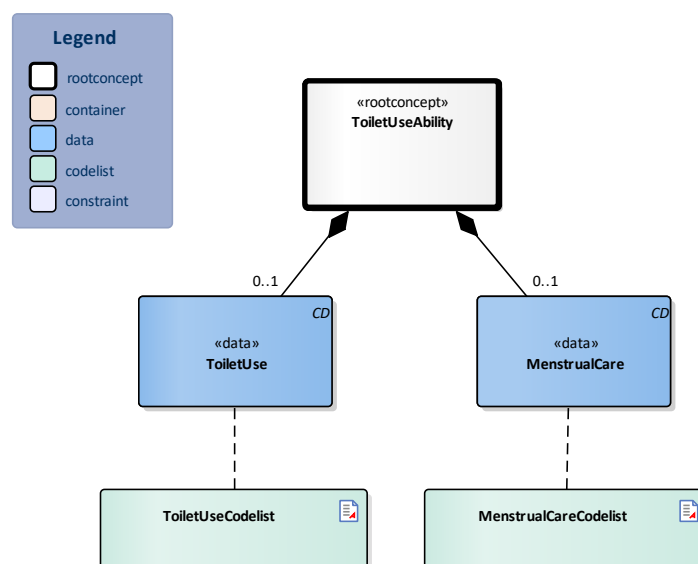 Legend
rootconcept
container
data
codelist
constraint
«rootconcept»
ToiletUseAbility
0..1
0..1
CD
«data»
ToiletUse
CD
«data»
MenstrualCare
ToiletUseCodelist
MenstrualCareCodelist